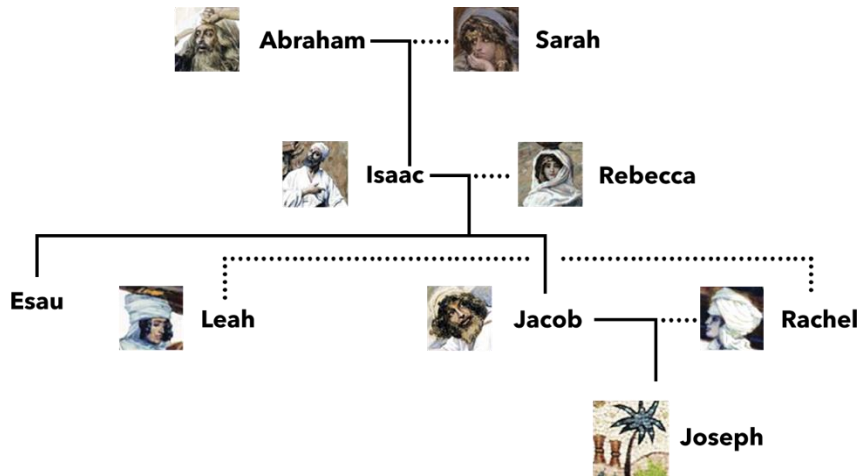 Abraham
Sarah
Isaac
Rebecca
Esau
Leah
Jacob
Rachel
Joseph